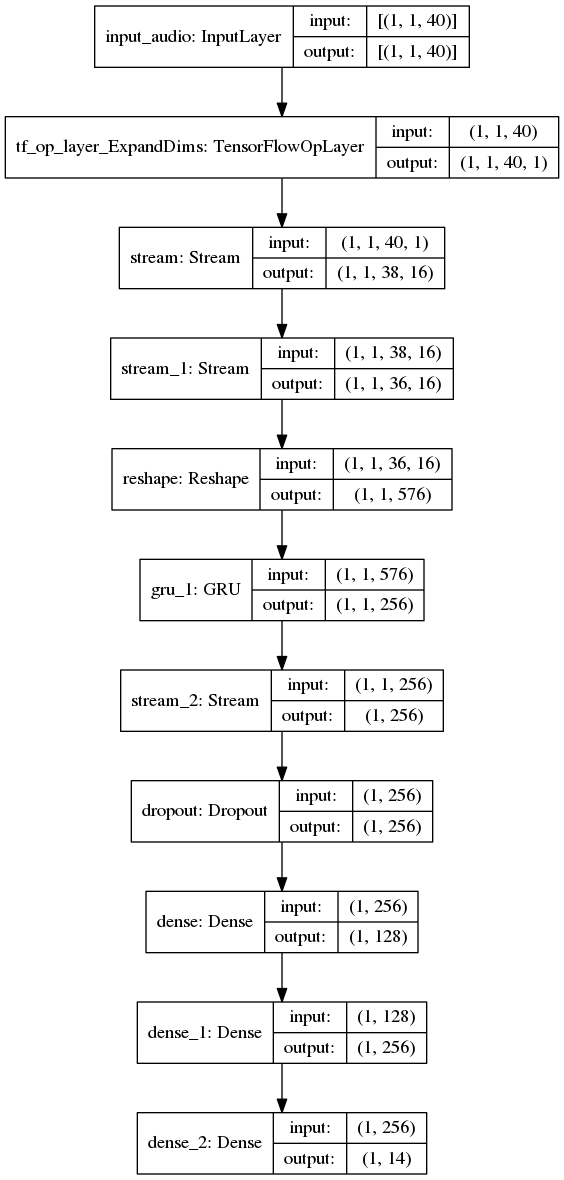 input_audio: InputLayer
input: [(1, 1, 40)]
output: [(1, 1, 40)]
tf_op_layer_ExpandDims: TensorFlowOpLayer
input: (1, 1, 40)
output: (1, 1, 40, 1)
stream: Stream
input: (1, 1, 40, 1)
output: (1, 1, 38, 16)
stream_1: Stream
input: (1, 1, 38, 16)
output: (1, 1, 36, 16)
reshape: Reshape
input: (1, 1, 36, 16)
output: (1, 1, 576)
gru_1: GRU
input: (1, 1, 576)
output: (1, 1, 256)
stream_2: Stream
input: (1, 1, 256)
output: (1, 256)
dropout: Dropout
input: (1, 256)
output: (1, 256)
dense: Dense
input: (1, 256)
output: (1, 128)
dense_1: Dense
input: (1, 128)
output: (1, 256)
dense_2: Dense
input: (1, 256)
output: (1, 14)